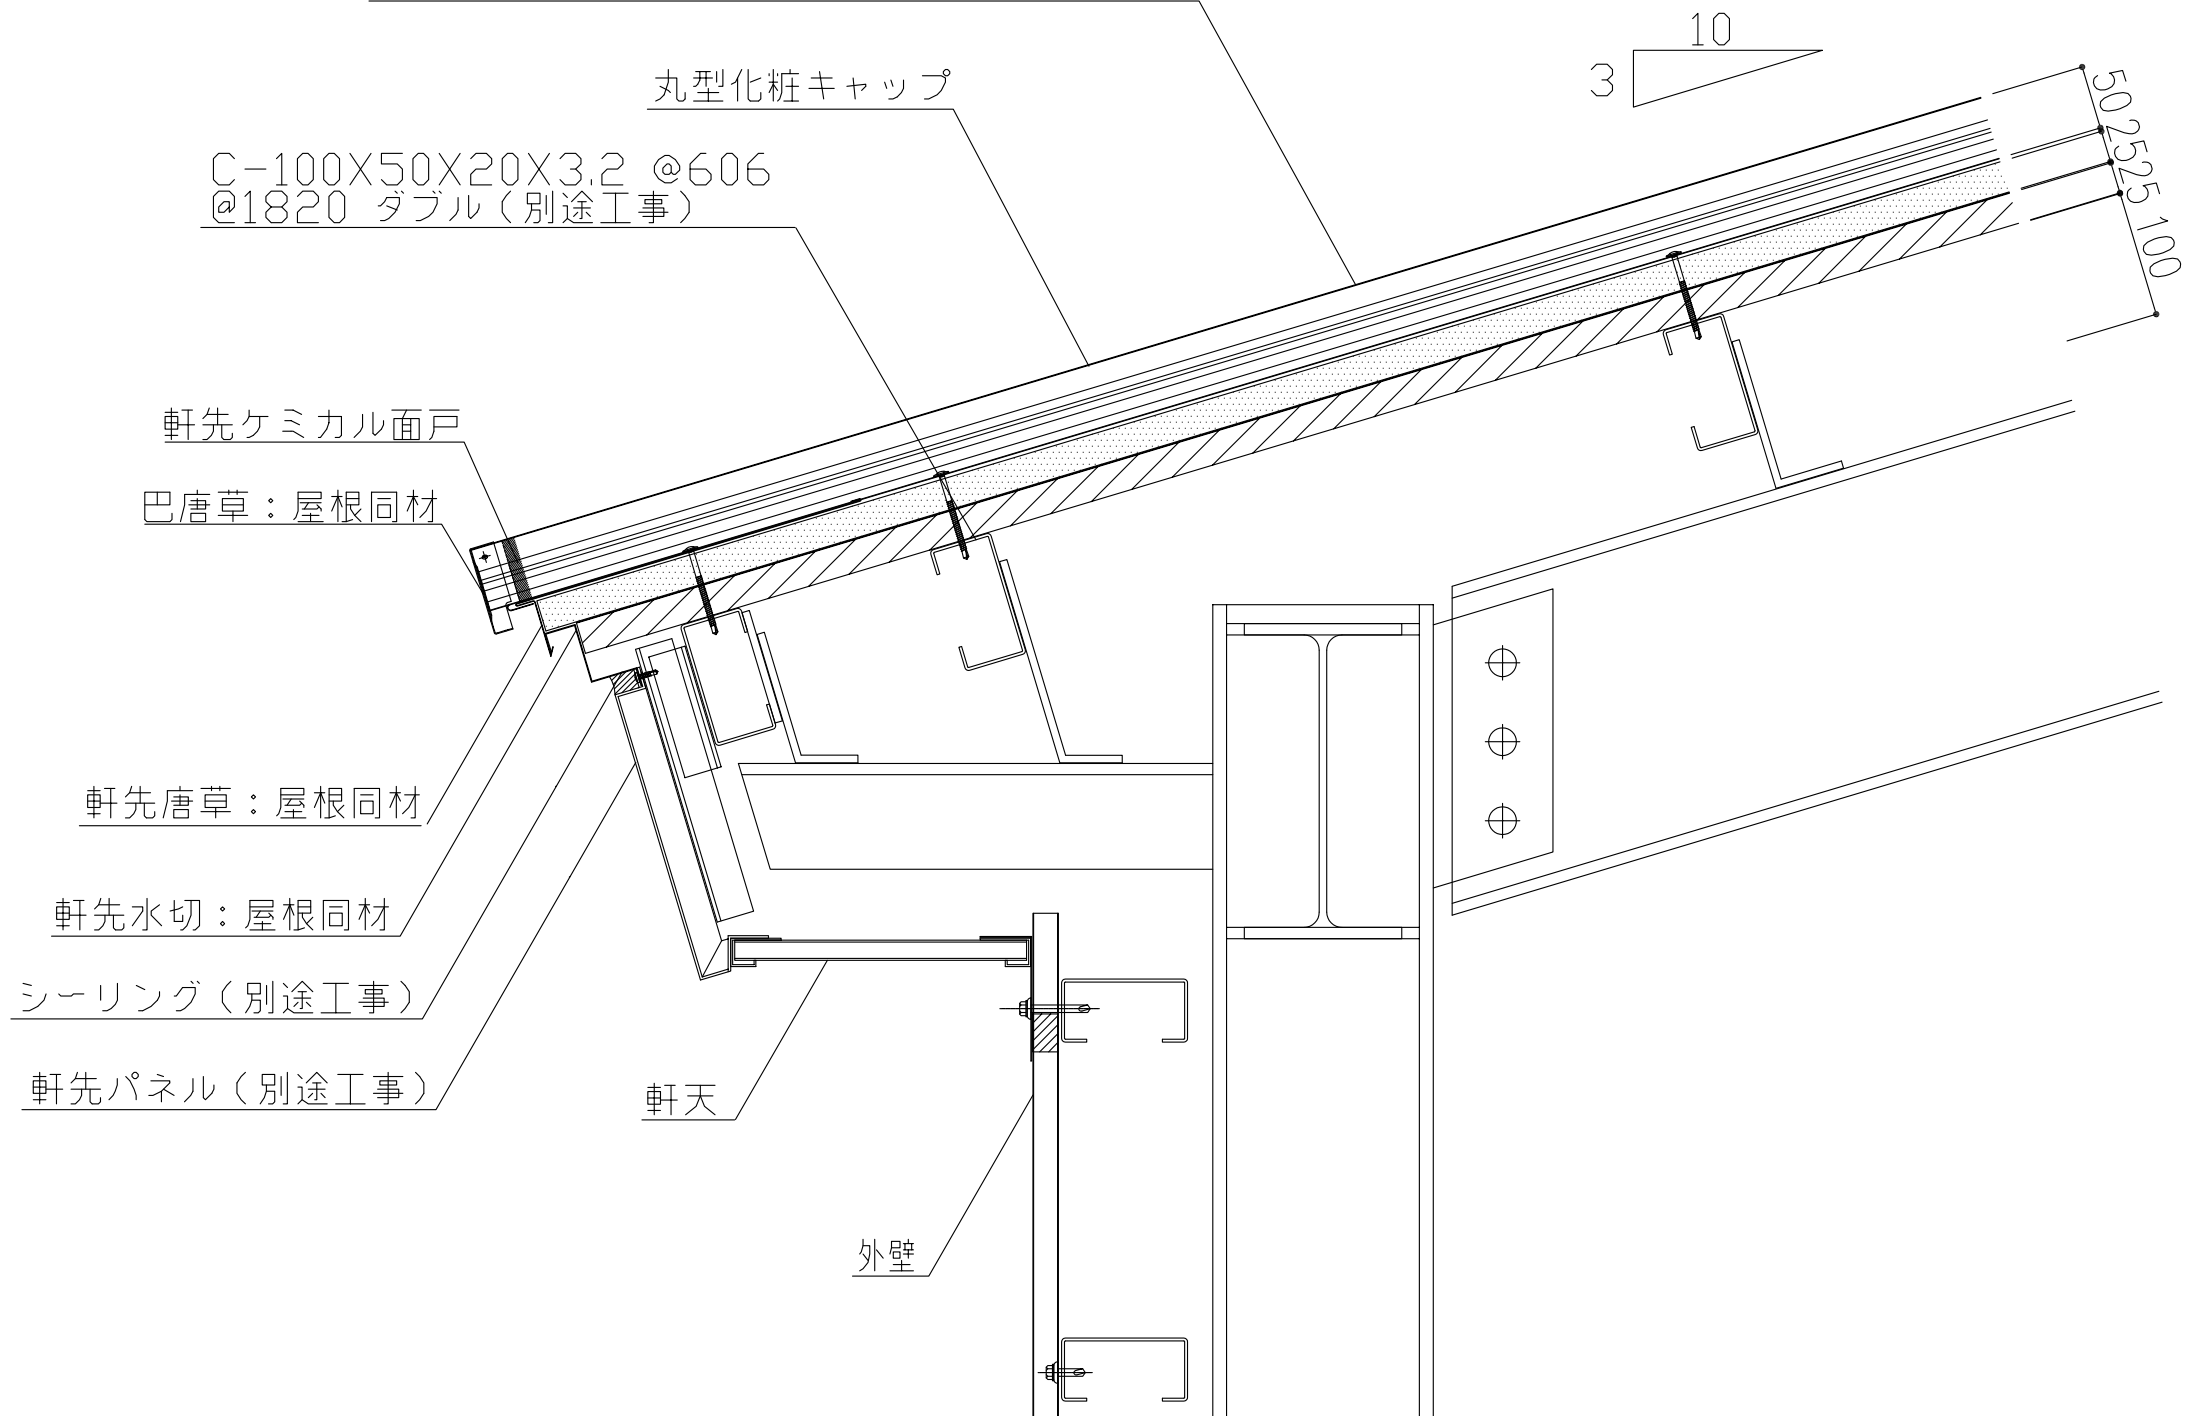 10
3
丸型化粧キャップ
C-100X50X20X3.2 @606
@1820 ダブル（別途工事）
50
25
25
100
軒先ケミカル面戸
巴唐草：屋根同材
軒先唐草：屋根同材
軒先水切：屋根同材
シーリング（別途工事）
軒先パネル（別途工事）
軒天
外壁